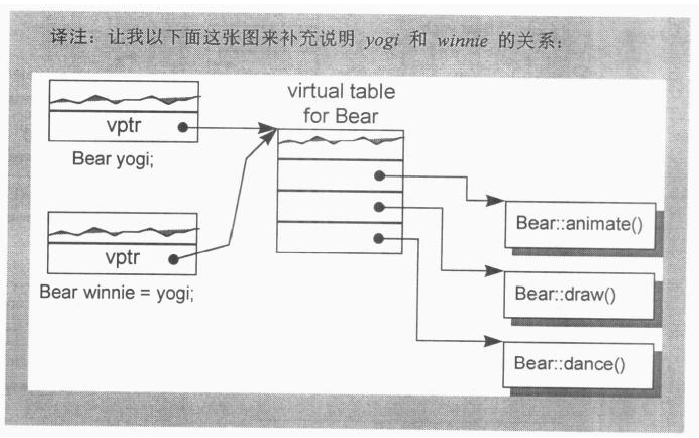 译注：让我以下面这张图来补充说明 yogi 和 winnie 的关系：
virtual table
for Bear
vptr
Bear yogi;
vptr
Bear winnie = yogi;
Bear::animate()
Bear::draw()
Bear::dance()